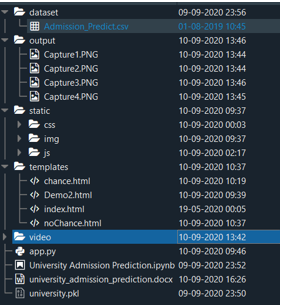 dataset 09-09-2020 23:56
Admission_Predict.csv 01-08-2019 10:45
output 10-09-2020 13:46
Capture1.PNG 10-09-2020 13:44
Capture2.PNG 10-09-2020 13:44
Capture3.PNG 10-09-2020 13:46
Capture4.PNG 10-09-2020 13:45
static 10-09-2020 09:37
css 10-09-2020 00:03
img 10-09-2020 09:37
js 10-09-2020 02:17
templates 10-09-2020 10:37
chance.html 10-09-2020 10:19
Demo2.html 10-09-2020 09:39
index.html 19-05-2020 00:05
noChance.html 10-09-2020 10:37
video 10-09-2020 13:42
app.py 10-09-2020 09:46
University Admission Prediction.ipynb 09-09-2020 23:52
university_admission_prediction.docx 10-09-2020 16:26
university.pkl 09-09-2020 23:50